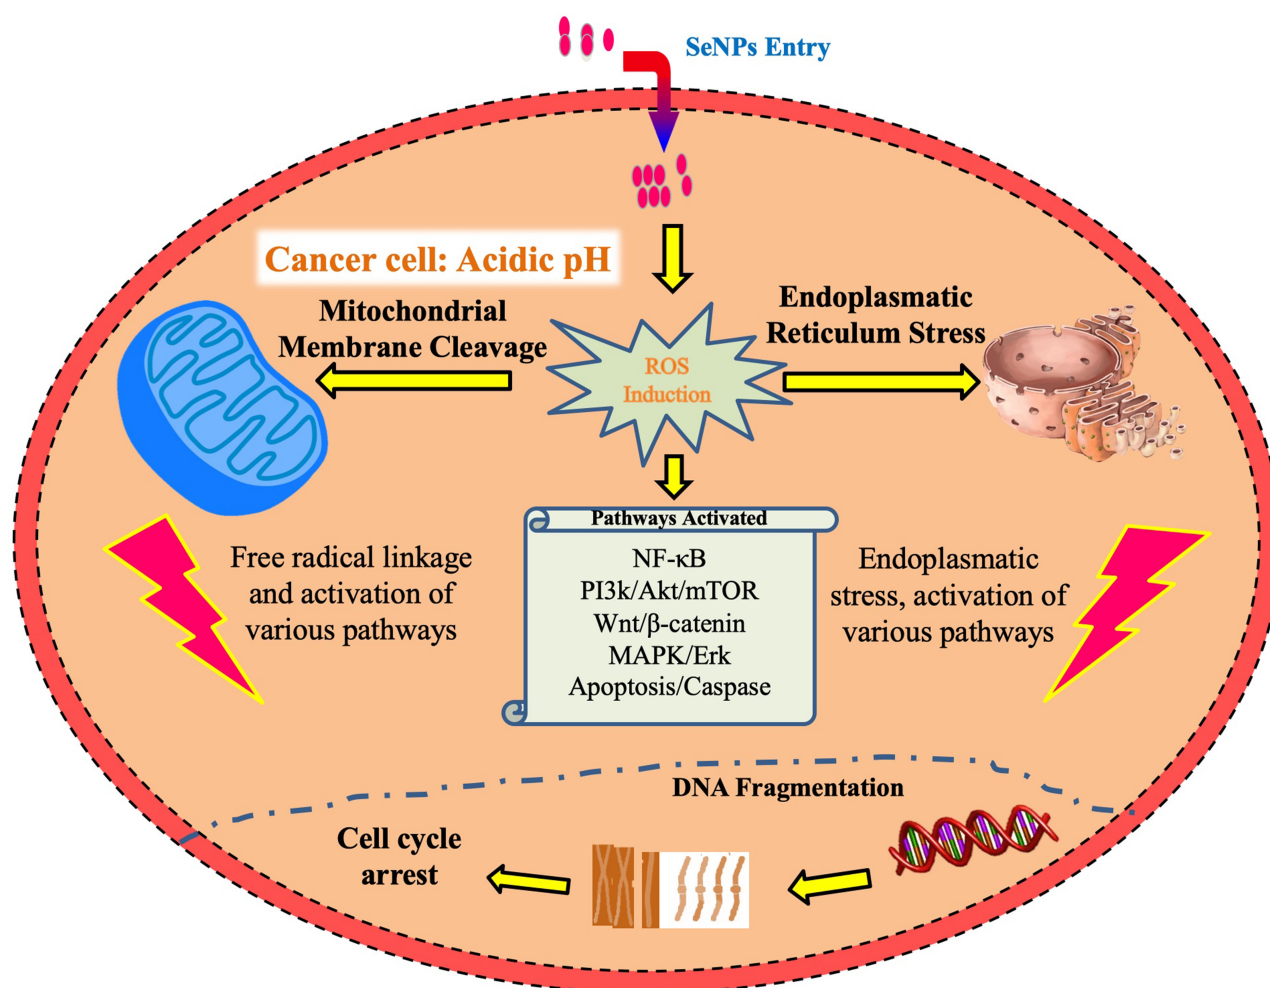 SeNPs Entry
Cancer cell: Acidic pH
Mitochondrial
Membrane Cleavage
ROS
Induction
Endoplasmatic
Reticulum Stress
Pathways Activated
NF-κB
PI3k/Akt/mTOR
Wnt/β-catenin
MAPK/Erk
Apoptosis/Caspase
Free radical linkage
and activation of
various pathways
Endoplasmatic
stress, activation of
various pathways
DNA Fragmentation
Cell cycle
arrest